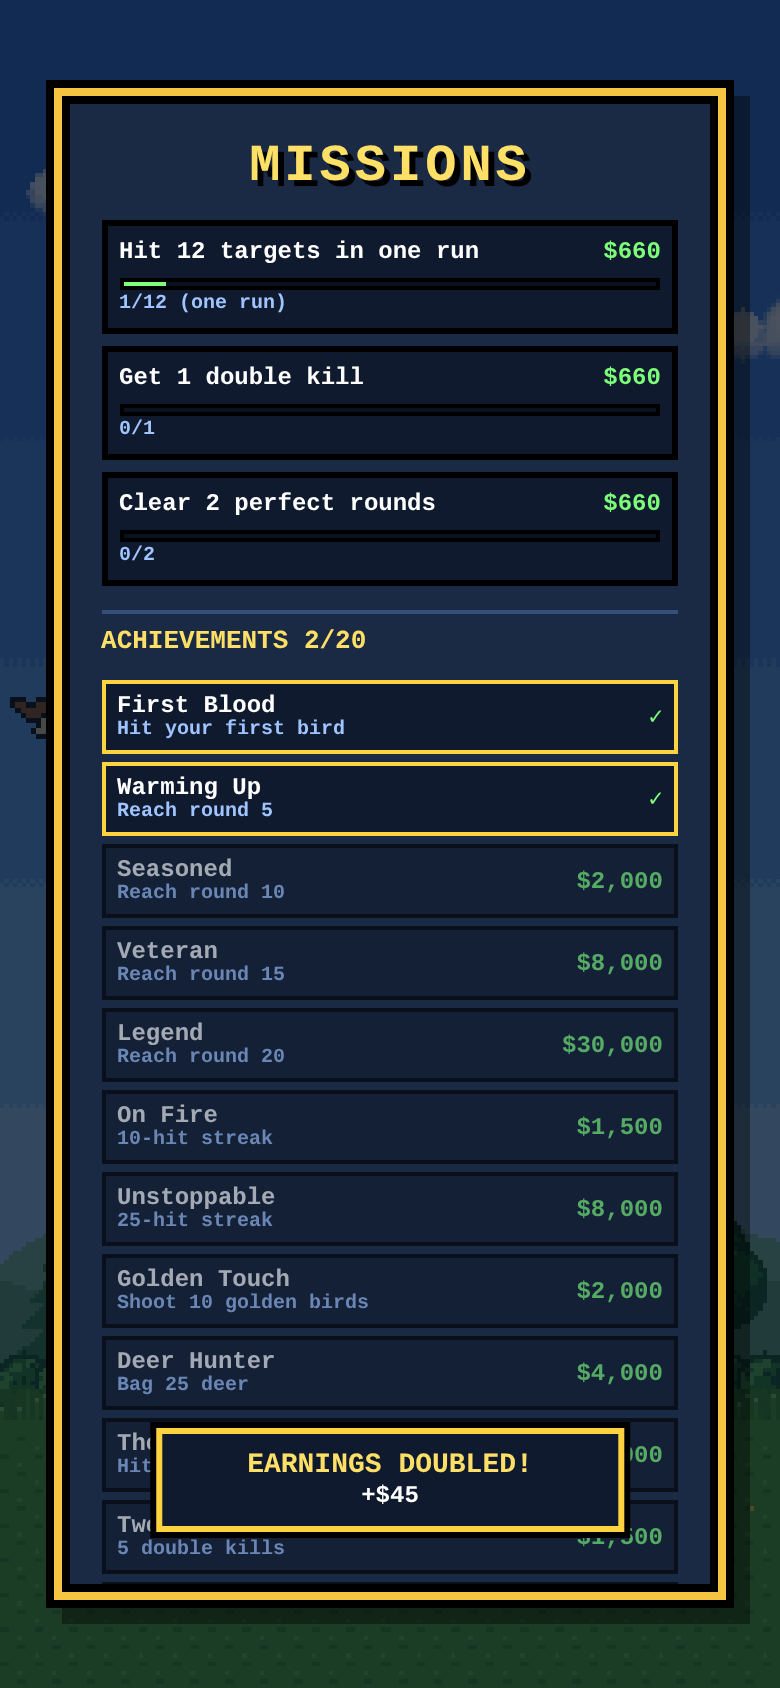 MISSIONS
Hit 12 targets in one run $660
1/12 (one run)
Get 1 double kill $660
0/1
Clear 2 perfect rounds $660
0/2
ACHIEVEMENTS 2/20
First Blood
Hit your first bird ✓
Warming Up
Reach round 5 ✓
Seasoned
Reach round 10 $2,000
Veteran
Reach round 15 $8,000
Legend
Reach round 20 $30,000
On Fire
10-hit streak $1,500
Unstoppable
25-hit streak $8,000
Golden Touch
Shoot 10 golden birds $2,000
Deer Hunter
Bag 25 deer $4,000
Hit
EARNINGS DOUBLED!
+$45
5 double kills $1,500